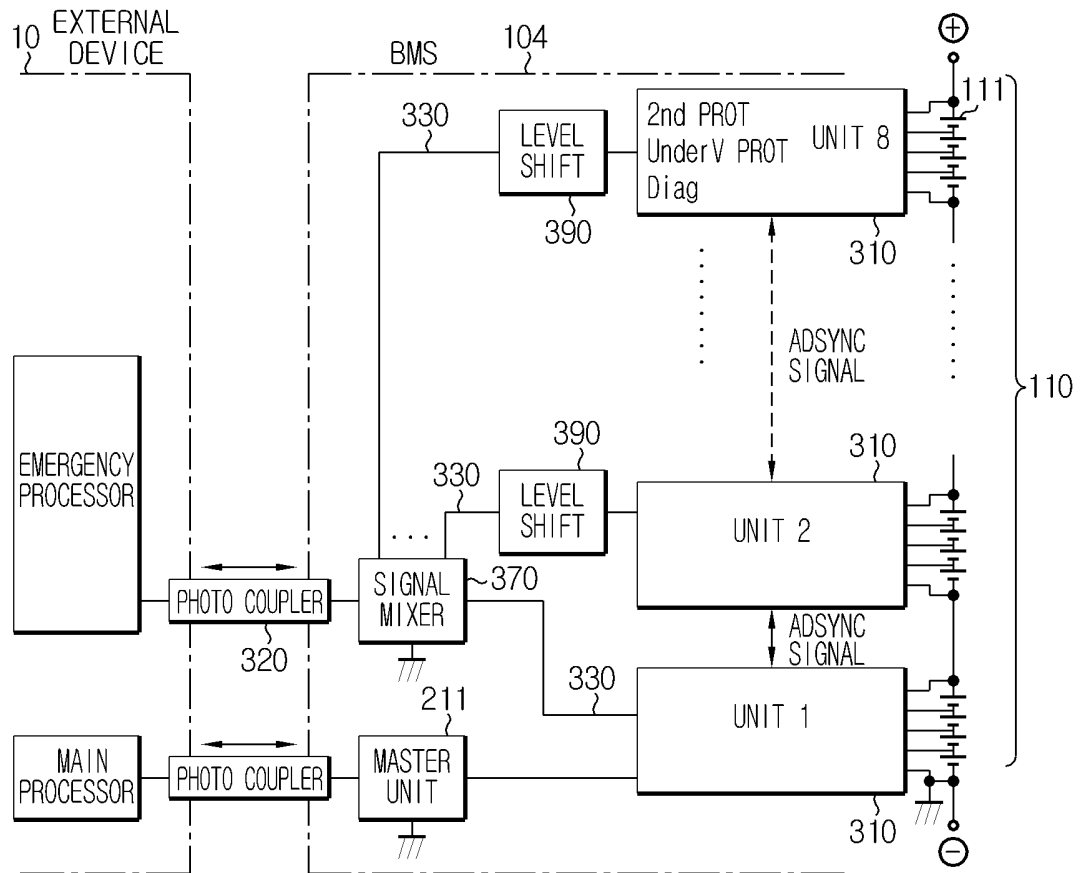 EXTERNAL
DEVICE
10
BMS
104
+
111
330
LEVEL
SHIFT
390
2nd PROT
UnderV PROT
Diag
UNIT 8
310
ADSYNC
SIGNAL
110
EMERGENCY
PROCESSOR
390
330
LEVEL
SHIFT
310
UNIT 2
PHOTO COUPLER
320
SIGNAL
MIXER
370
ADSYNC
SIGNAL
330
UNIT 1
310
211
MAIN
PROCESSOR
PHOTO COUPLER
MASTER
UNIT
−